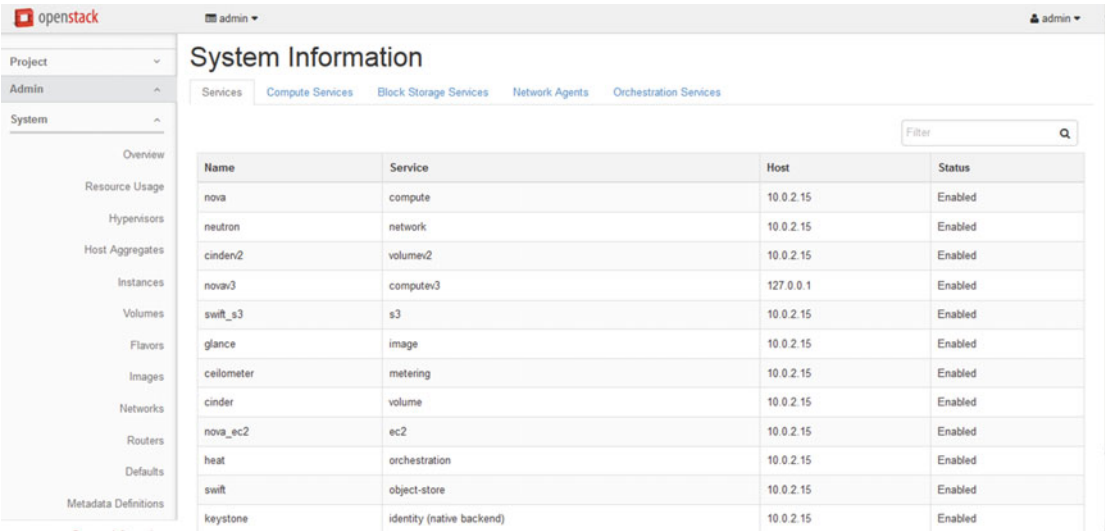 openstack
admin
admin
Project
Admin
System
Overview
Resource Usage
Hypervisors
Host Aggregates
Instances
Volumes
Flavors
Images
Networks
Routers
Defaults
Metadata Definitions
System Information
Services Compute Services Block Storage Services Network Agents Orchestration Services
Filter
Name Service Host Status
nova compute 10.0.2.15 Enabled
neutron network 10.0.2.15 Enabled
cinderv2 volumev2 10.0.2.15 Enabled
novav3 computev3 127.0.0.1 Enabled
swift_s3 s3 10.0.2.15 Enabled
glance image 10.0.2.15 Enabled
ceilometer metering 10.0.2.15 Enabled
cinder volume 10.0.2.15 Enabled
nova_ec2 ec2 10.0.2.15 Enabled
heat orchestration 10.0.2.15 Enabled
swift object-store 10.0.2.15 Enabled
keystone identity (native backend) 10.0.2.15 Enabled